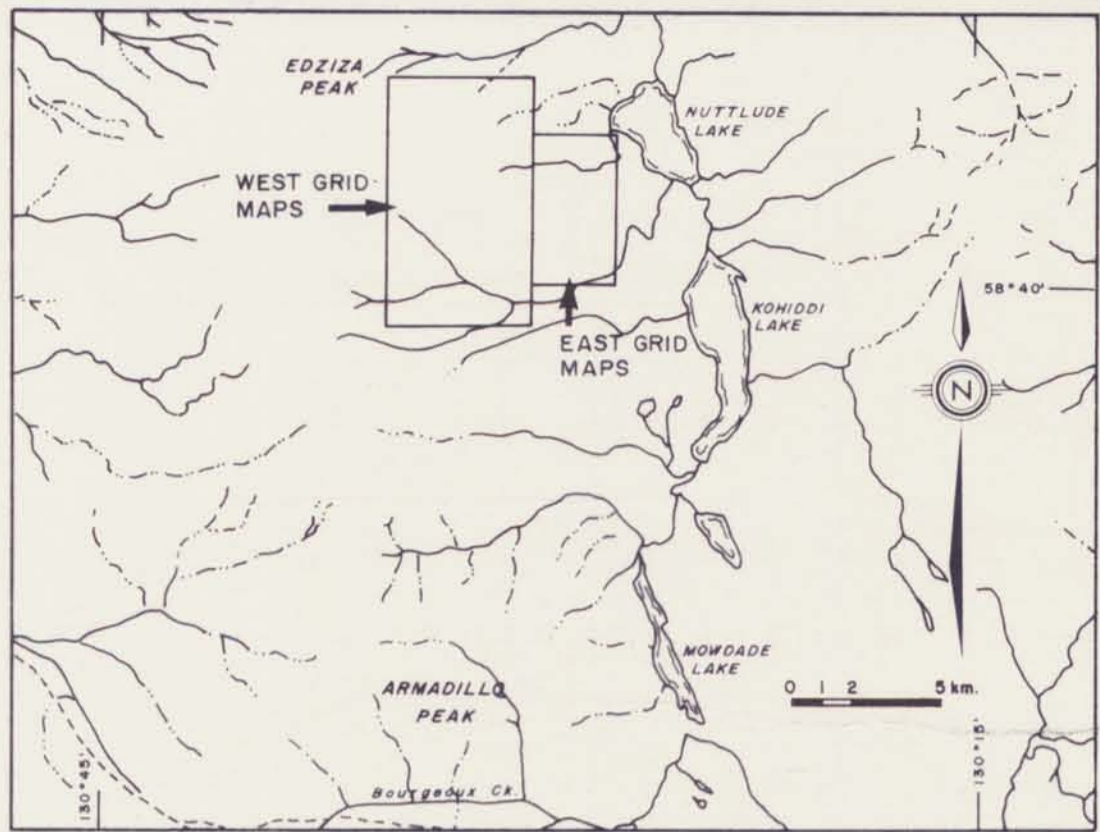 EDZIZA
PEAK
NUTTLUDE
LAKE
WEST GRID
MAPS
58°40'
KOHIDDI
LAKE
EAST GRID
MAPS
N
MOWDADE
LAKE
ARMADILLO
PEAK
0 1 2 5 km.
130°45'
130°15'
Bourgeoux Ck.